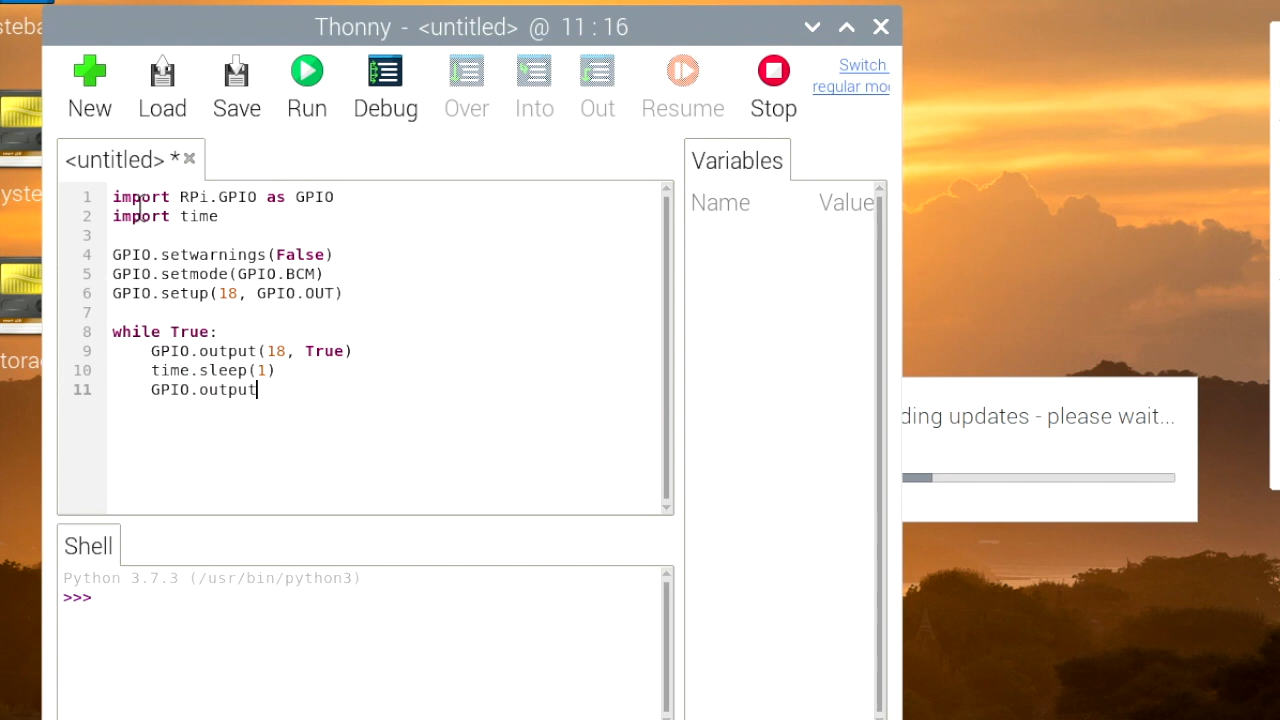 steba
Thonny - <untitled> @ 11 : 16
New
Load
Save
Run
Debug
Over
Into
Out
Resume
Stop
Switch
regular mo
<untitled> *
Variables
Name Value
1 import RPi.GPIO as GPIO
2 import time
3
4 GPIO.setwarnings(False)
5 GPIO.setmode(GPIO.BCM)
6 GPIO.setup(18, GPIO.OUT)
7
8 while True:
9 GPIO.output(18, True)
10 time.sleep(1)
11 GPIO.output
yste
torac
ding updates - please wait...
Shell
Python 3.7.3 (/usr/bin/python3)
>>>